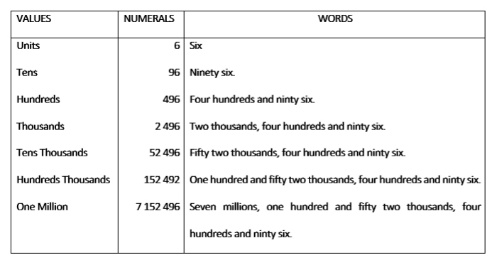 VALUES NUMERALS WORDS
Units 6 Six
Tens 96 Ninety six.
Hundreds 496 Four hundreds and ninty six.
Thousands 2 496 Two thousands, four hundreds and ninty six.
Tens Thousands 52 496 Fifty two thousands, four hundreds and ninty six.
Hundreds Thousands 152 492 One hundred and fifty two thousands, four hundreds and ninty six.
One Million 7 152 496 Seven millions, one hundred and fifty two thousands, four
hundreds and ninty six.